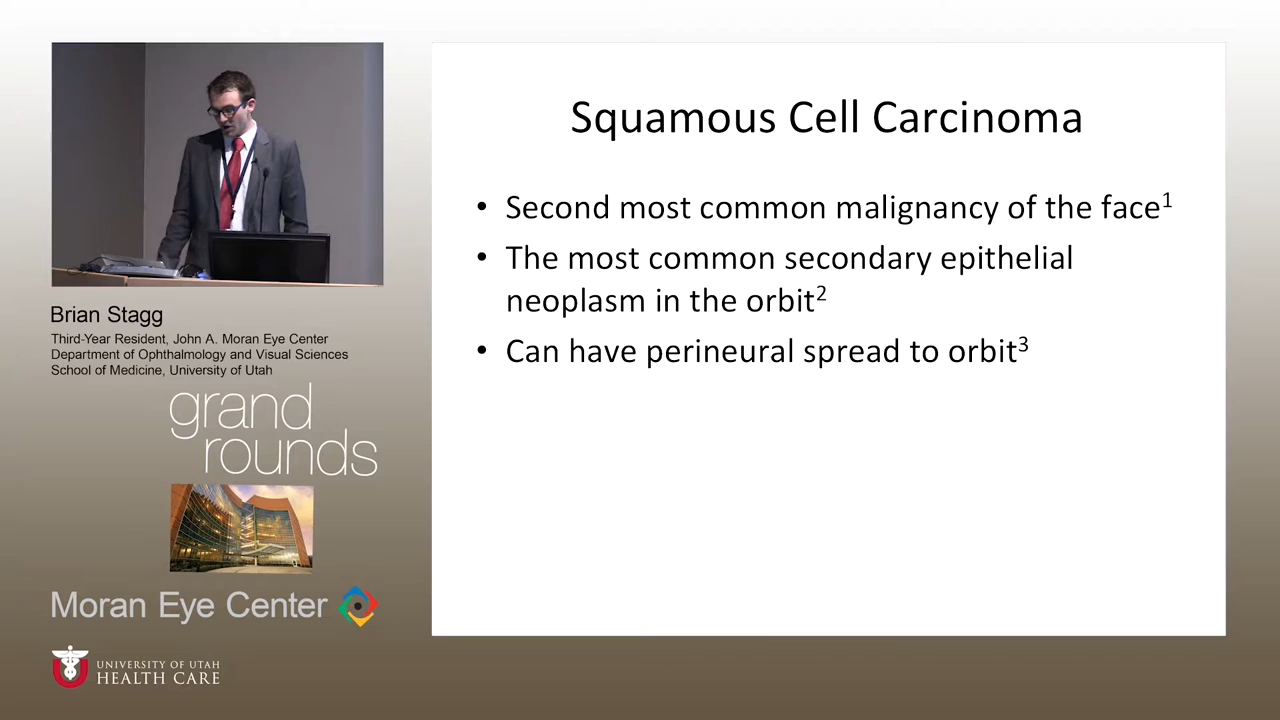 Squamous Cell Carcinoma
• Second most common malignancy of the face1
• The most common secondary epithelial
neoplasm in the orbit2
• Can have perineural spread to orbit3
Brian Stagg
Third-Year Resident, John A. Moran Eye Center
Department of Ophthalmology and Visual Sciences
School of Medicine, University of Utah
grand
rounds
Moran Eye Center
UNIVERSITY OF UTAH
HEALTH CARE